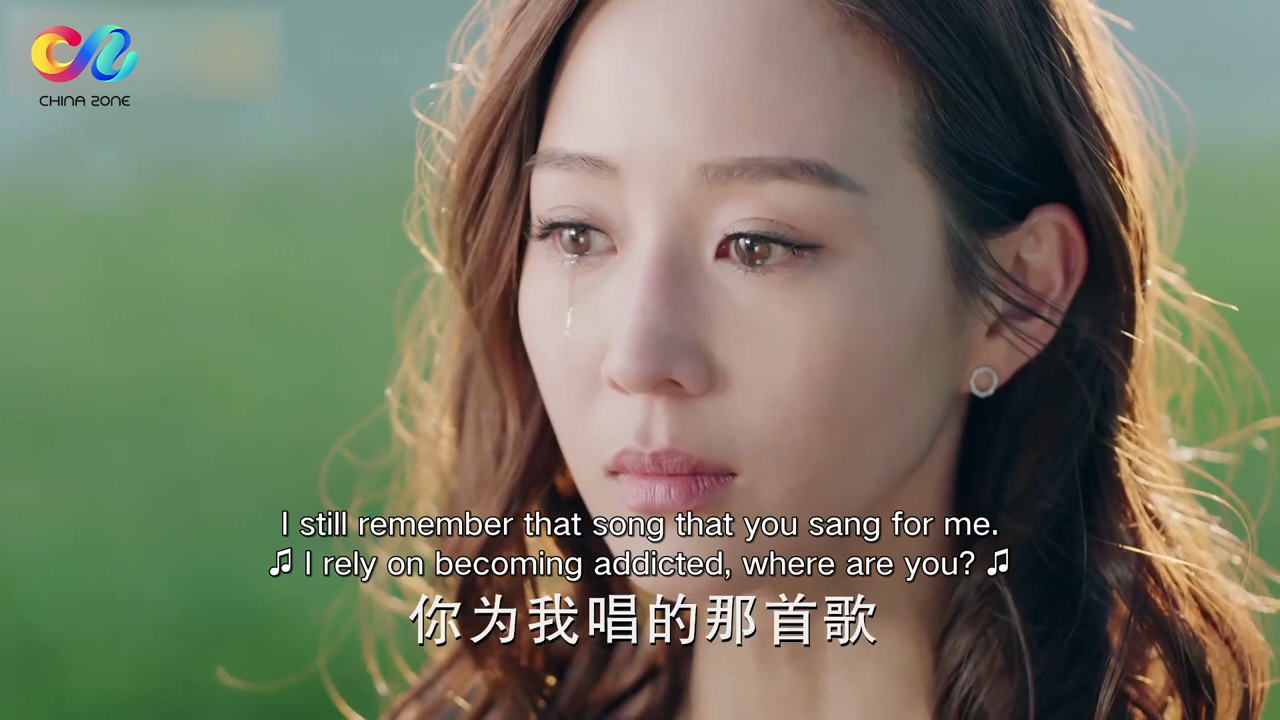 CHINA ZONE
I still remember that song that you sang for me.
♫ I rely on becoming addicted, where are you? ♫
你为我唱的那首歌